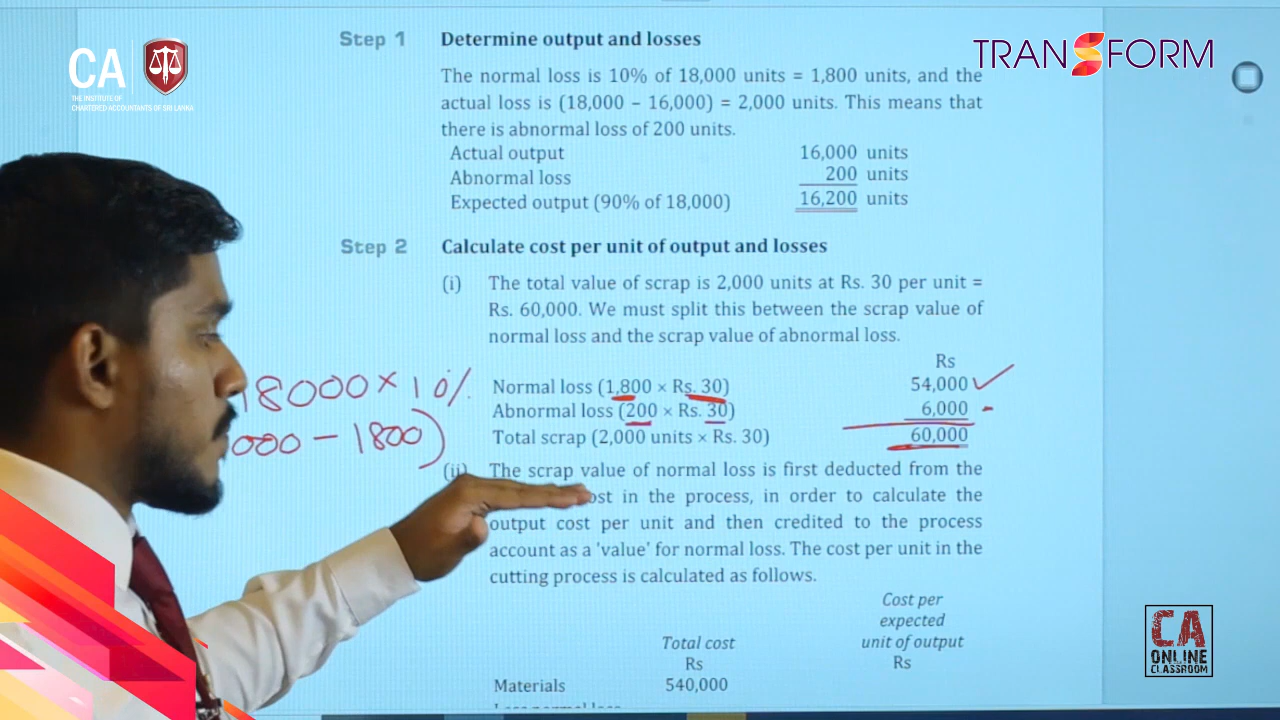 CA
THE INSTITUTE OF
CHARTERED ACCOUNTANTS OF SRI LANKA
TRANSFORM
Step 1 Determine output and losses
The normal loss is 10% of 18,000 units = 1,800 units, and the
actual loss is (18,000 – 16,000) = 2,000 units. This means that
there is abnormal loss of 200 units.
Actual output 16,000 units
Abnormal loss 200 units
Expected output (90% of 18,000) 16,200 units
Step 2 Calculate cost per unit of output and losses
(i) The total value of scrap is 2,000 units at Rs. 30 per unit =
Rs. 60,000. We must split this between the scrap value of
normal loss and the scrap value of abnormal loss.
Rs
Normal loss (1,800 × Rs. 30) 54,000
Abnormal loss (200 × Rs. 30) 6,000
Total scrap (2,000 units × Rs. 30) 60,000
18000 × 10%
000 – 1800)
(ii) The scrap value of normal loss is first deducted from the
ost in the process, in order to calculate the
output cost per unit and then credited to the process
account as a 'value' for normal loss. The cost per unit in the
cutting process is calculated as follows.
Cost per
expected
Total cost unit of output
Rs Rs
Materials 540,000
CA
ONLINE
CLASSROOM